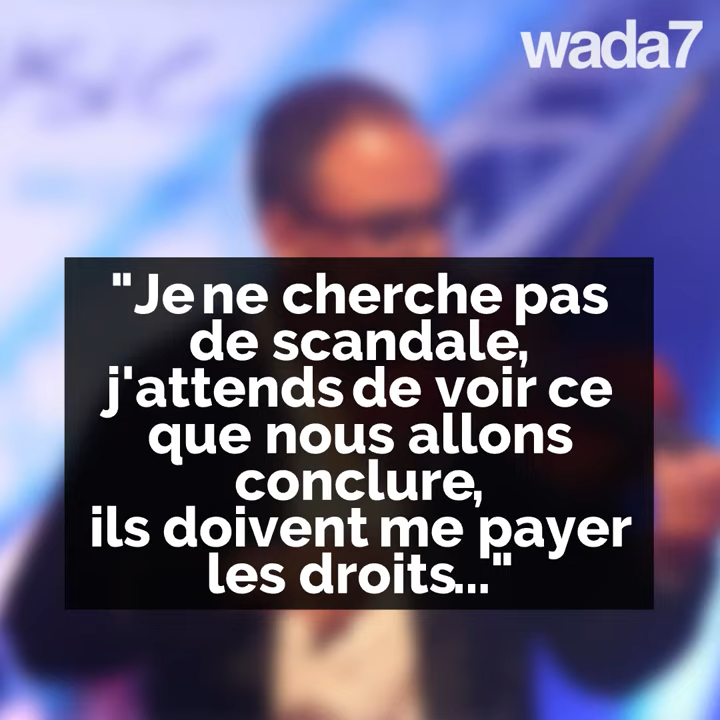 wada7
"Je ne cherche pas
de scandale,
j'attends de voir ce
que nous allons
conclure,
ils doivent me payer
les droits..."